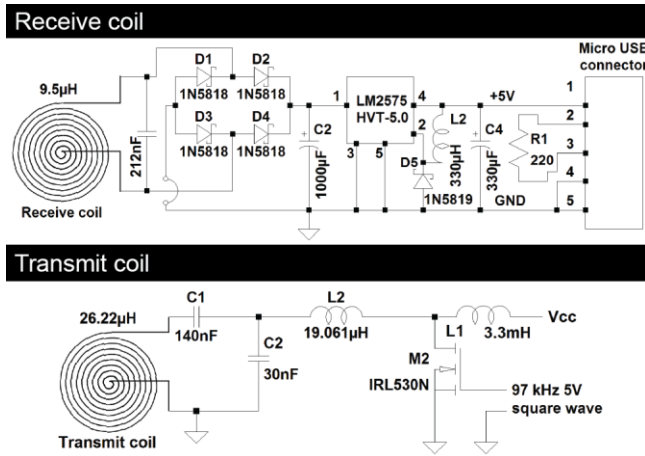 Receive coil
Micro USB
connector
D1
D2
9.5µH
1N5818
1N5818
1
LM2575
4
+5V
1
HVT-5.0
L2
2
D3
D4
2
C2
C4
R1
3
212nF
1N5818
1N5818
1000µF
3
5
D5
330µH
330µF
220
4
1N5819
GND
5
Receive coil
Transmit coil
C1
L2
26.22µH
140nF
19.061µH
L1
3.3mH
Vcc
C2
M2
30nF
IRL530N
97 kHz 5V
square wave
Transmit coil